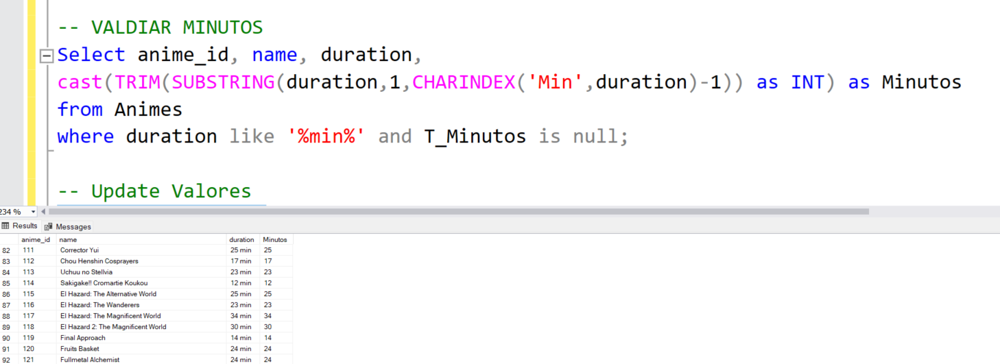 -- VALDIAR MINUTOS
Select anime_id, name, duration,
cast(TRIM(SUBSTRING(duration,1,CHARINDEX('Min',duration)-1)) as INT) as Minutos
from Animes
where duration like '%min%' and T_Minutos is null;
-- Update Valores
234 %
Results Messages
anime_id name duration Minutos
82 111 Corrector Yui 25 min 25
83 112 Chou Henshin Cosprayers 17 min 17
84 113 Uchuu no Stellvia 23 min 23
85 114 Sakigake!! Cromartie Koukou 12 min 12
86 115 El Hazard: The Alternative World 25 min 25
87 116 El Hazard: The Wanderers 23 min 23
88 117 El Hazard: The Magnificent World 34 min 34
89 118 El Hazard 2: The Magnificent World 30 min 30
90 119 Final Approach 14 min 14
91 120 Fruits Basket 24 min 24
92 121 Fullmetal Alchemist 24 min 24